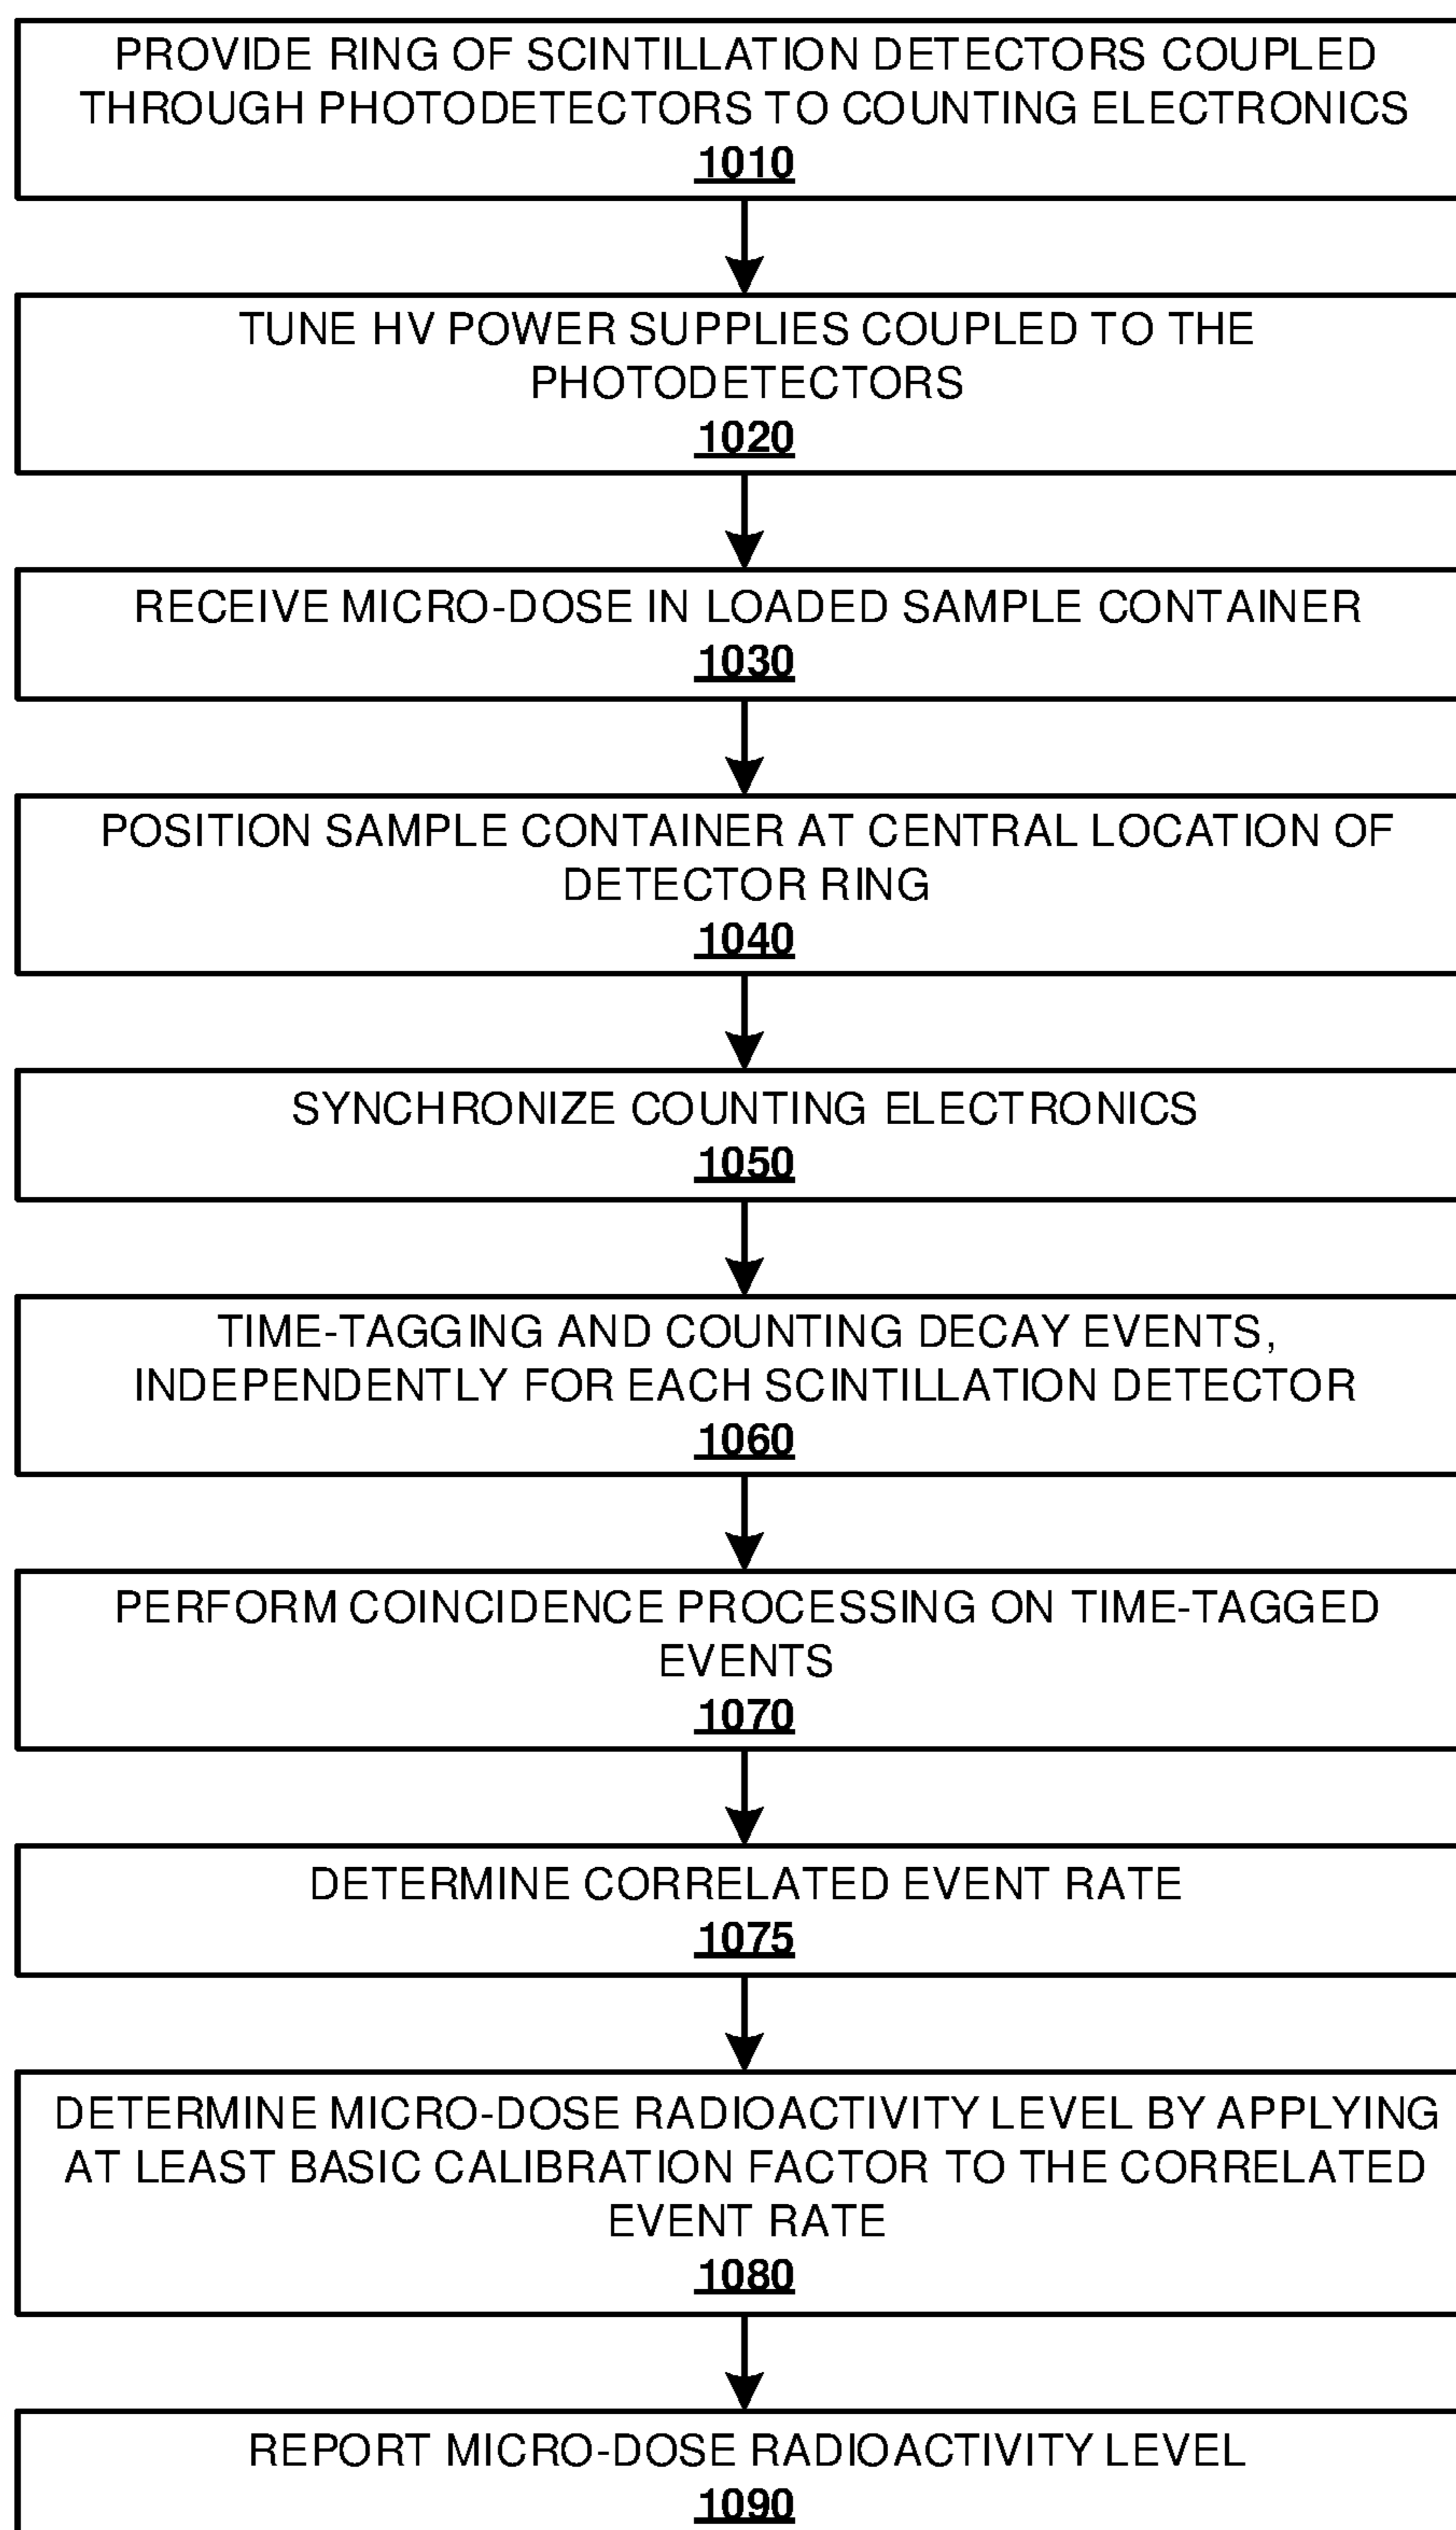 PROVIDE RING OF SCINTILLATION DETECTORS COUPLED
THROUGH PHOTODETECTORS TO COUNTING ELECTRONICS
1010
TUNE HV POWER SUPPLIES COUPLED TO THE
PHOTODETECTORS
1020
RECEIVE MICRO-DOSE IN LOADED SAMPLE CONTAINER
1030
POSITION SAMPLE CONTAINER AT CENTRAL LOCATION OF
DETECTOR RING
1040
SYNCHRONIZE COUNTING ELECTRONICS
1050
TIME-TAGGING AND COUNTING DECAY EVENTS,
INDEPENDENTLY FOR EACH SCINTILLATION DETECTOR
1060
PERFORM COINCIDENCE PROCESSING ON TIME-TAGGED
EVENTS
1070
DETERMINE CORRELATED EVENT RATE
1075
DETERMINE MICRO-DOSE RADIOACTIVITY LEVEL BY APPLYING
AT LEAST BASIC CALIBRATION FACTOR TO THE CORRELATED
EVENT RATE
1080
REPORT MICRO-DOSE RADIOACTIVITY LEVEL
1090